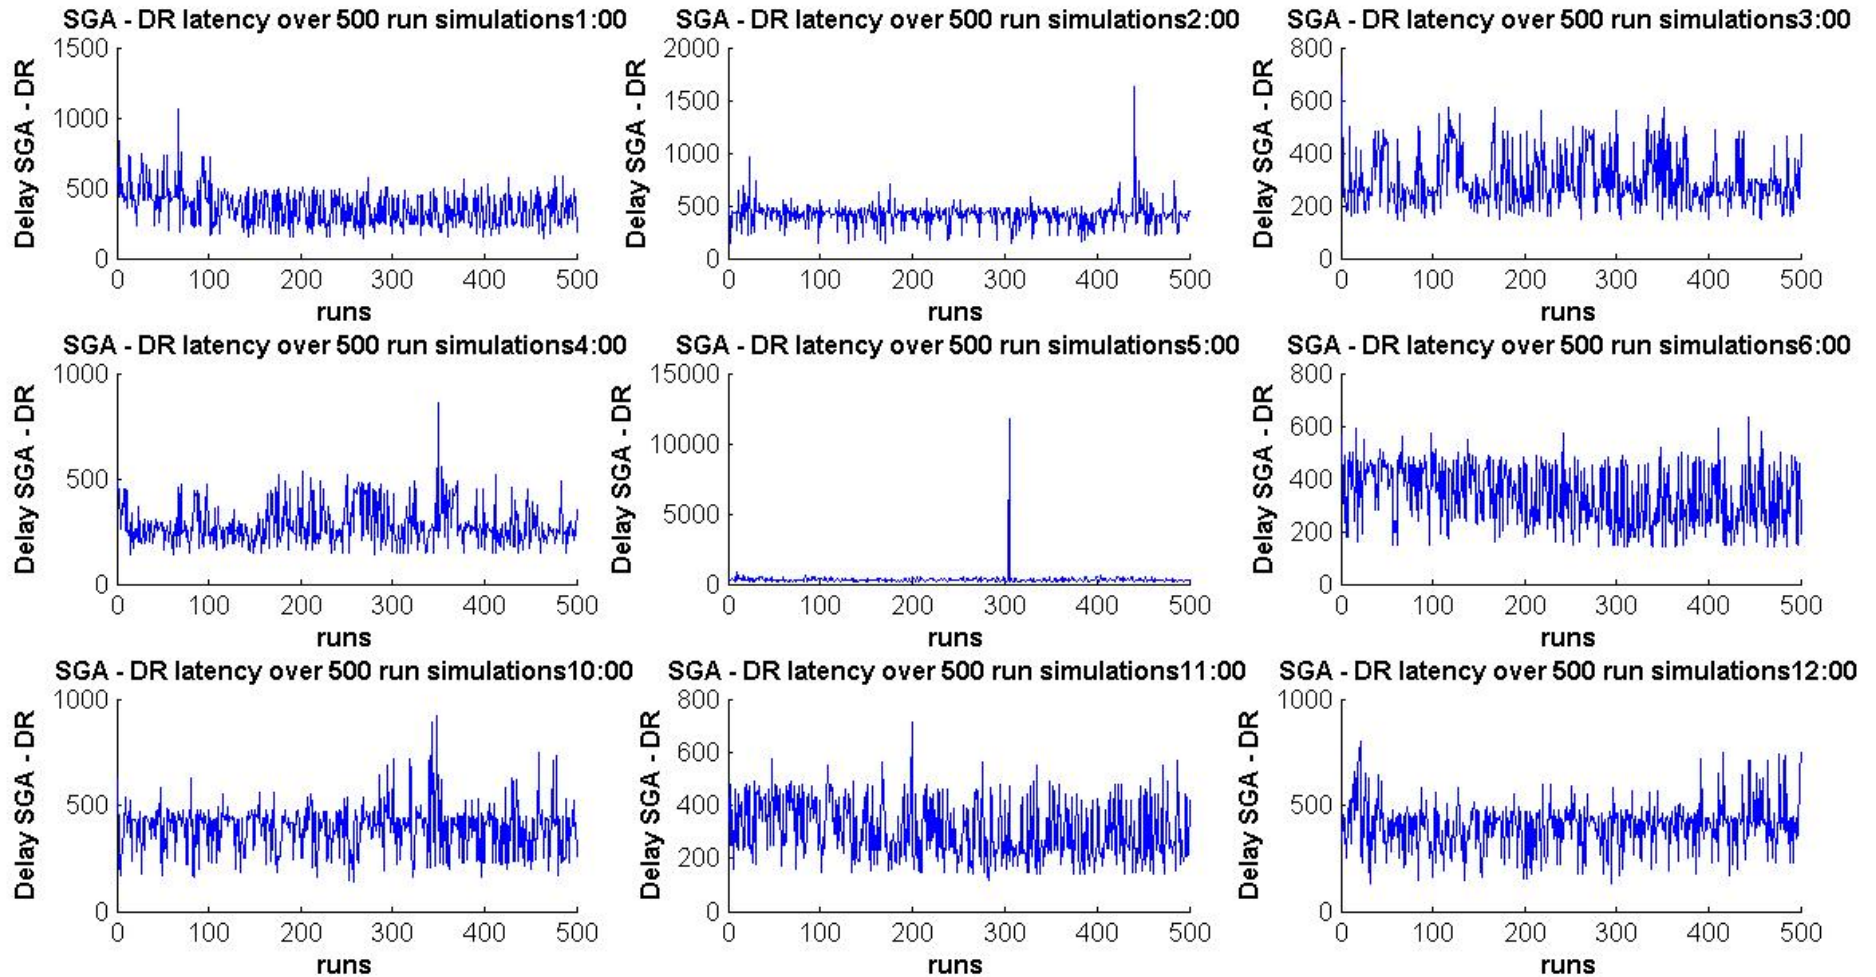 SGA - DR latency over 500 run simulations1:00
1500
1000
500
0
Delay SGA - DR
0 100 200 300 400 500
runs
SGA - DR latency over 500 run simulations2:00
2000
1500
1000
500
0
Delay SGA - DR
0 100 200 300 400 500
runs
SGA - DR latency over 500 run simulations3:00
800
600
400
200
0
Delay SGA - DR
0 100 200 300 400 500
runs
SGA - DR latency over 500 run simulations4:00
1000
500
0
Delay SGA - DR
0 100 200 300 400 500
runs
SGA - DR latency over 500 run simulations5:00
15000
10000
5000
0
Delay SGA - DR
0 100 200 300 400 500
runs
SGA - DR latency over 500 run simulations6:00
800
600
400
200
0
Delay SGA - DR
0 100 200 300 400 500
runs
SGA - DR latency over 500 run simulations10:00
1000
500
0
Delay SGA - DR
0 100 200 300 400 500
runs
SGA - DR latency over 500 run simulations11:00
800
600
400
200
0
Delay SGA - DR
0 100 200 300 400 500
runs
SGA - DR latency over 500 run simulations12:00
1000
500
0
Delay SGA - DR
0 100 200 300 400 500
runs